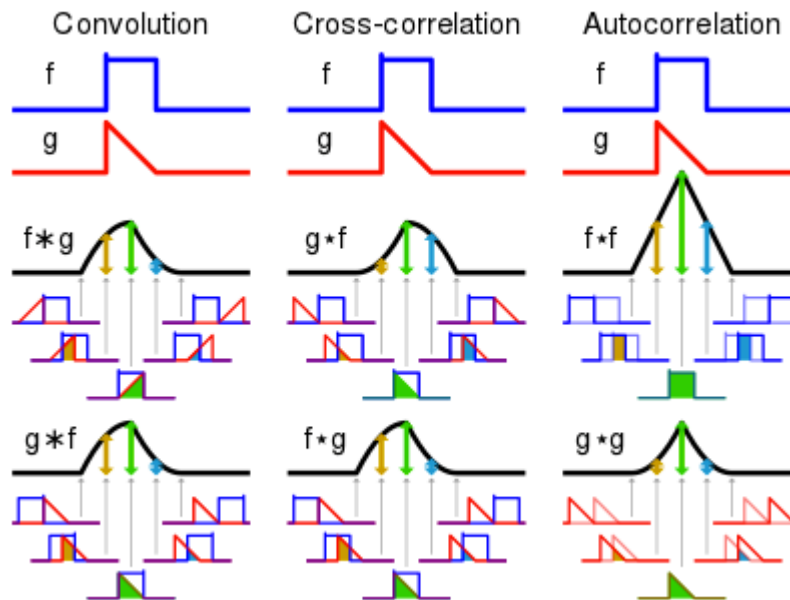 Convolution Cross-correlation Autocorrelation
f f f
g g g
f∗g g⋆f f⋆f
g∗f f⋆g g⋆g